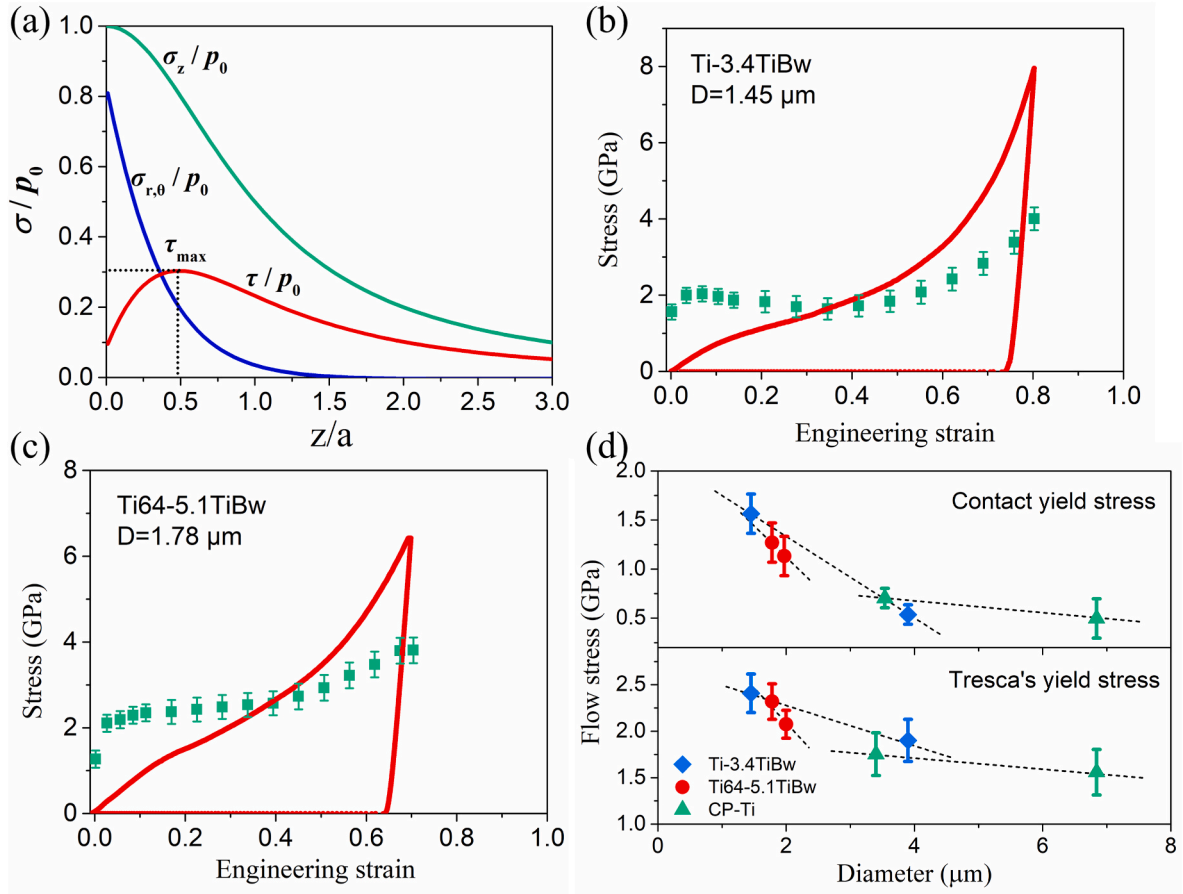 (a)
1.0
0.8
0.6
0.4
0.2
0.0
σ / p₀
σz / p₀
σr,θ / p₀
τmax
τ / p₀
0.0 0.5 1.0 1.5 2.0 2.5 3.0
z/a
(b)
Ti-3.4TiBw
D=1.45 μm
8
6
4
2
0
Stress (GPa)
0.0 0.2 0.4 0.6 0.8 1.0
Engineering strain
(c)
Ti64-5.1TiBw
D=1.78 μm
8
6
4
2
0
Stress (GPa)
0.0 0.2 0.4 0.6 0.8 1.0
Engineering strain
(d)
2.0
1.5
1.0
0.5
Contact yield stress
Flow stress (GPa)
2.5
2.0
1.5
1.0
Tresca's yield stress
Ti-3.4TiBw
Ti64-5.1TiBw
CP-Ti
0 2 4 6 8
Diameter (μm)